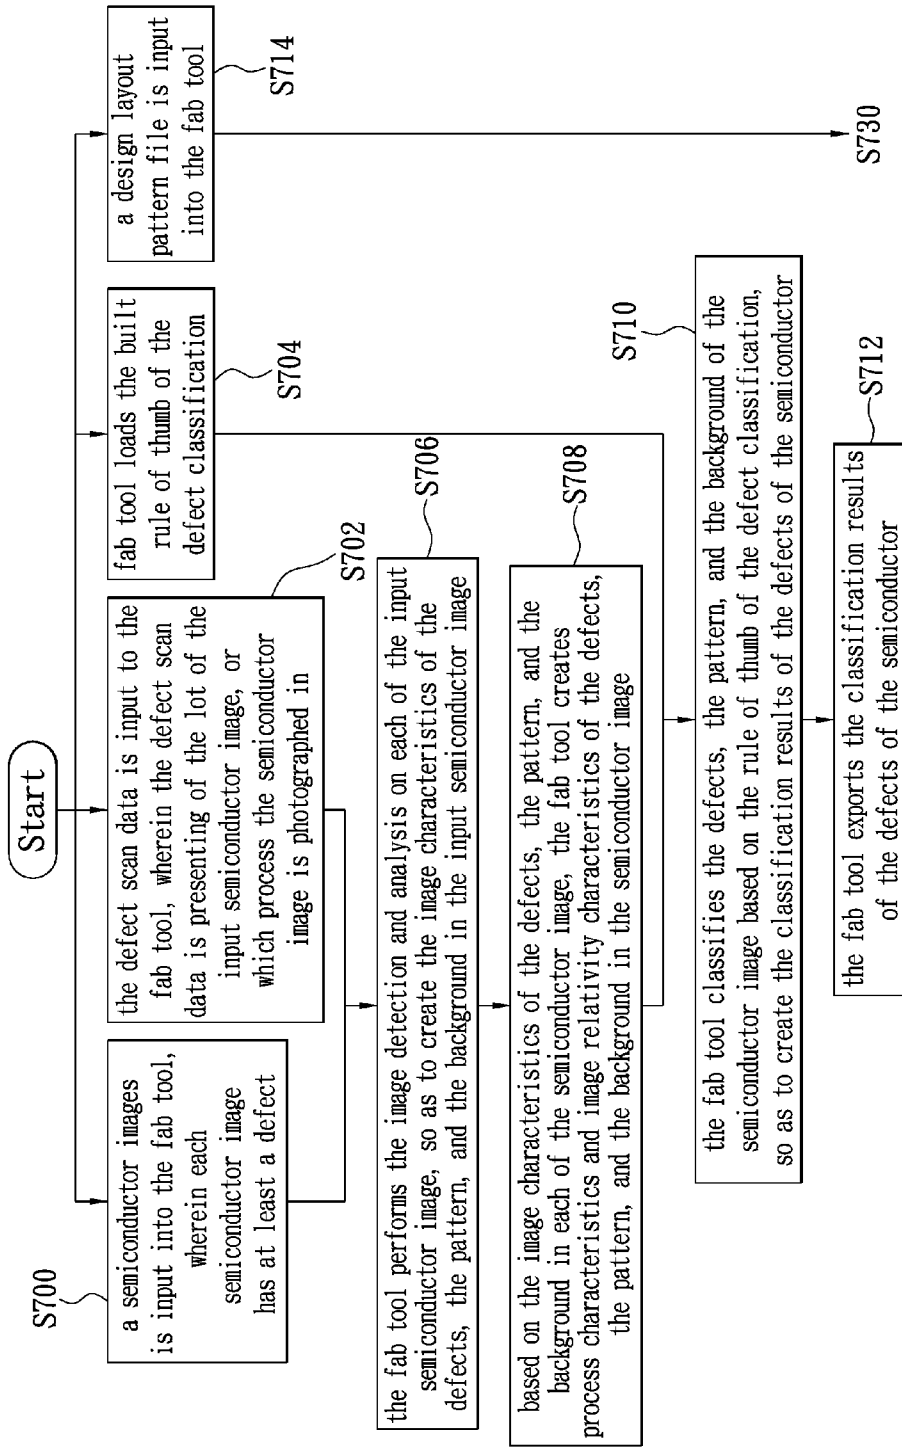 Start
S700
a semiconductor images
is input into the fab tool,
wherein each
semiconductor image
has at least a defect
the defect scan data is input to the
fab tool, wherein the defect scan
data is presenting of the lot of the
input semiconductor image, or
which process the semiconductor
image is photographed in
S702
fab tool loads the built
rule of thumb of the
defect classification
S704
a design layout
pattern file is input
into the fab tool
S714
the fab tool performs the image detection and analysis on each of the input
semiconductor image, so as to create the image characteristics of the
defects, the pattern, and the background in the input semiconductor image
S706
based on the image characteristics of the defects, the pattern, and the
background in each of the semiconductor image, the fab tool creates
process characteristics and image relativity characteristics of the defects,
the pattern, and the background in the semiconductor image
S708
the fab tool classifies the defects, the pattern, and the background of the
semiconductor image based on the rule of thumb of the defect classification,
so as to create the classification results of the defects of the semiconductor
S710
the fab tool exports the classification results
of the defects of the semiconductor
S712
S730